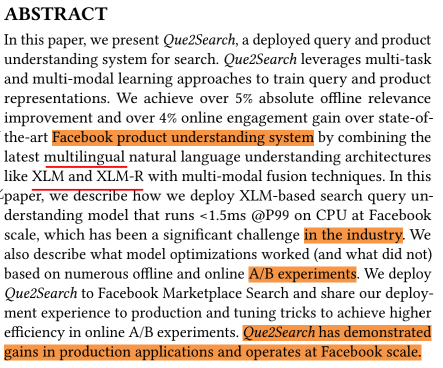 ABSTRACT
In this paper, we present Que2Search, a deployed query and product
understanding system for search. Que2Search leverages multi-task
and multi-modal learning approaches to train query and product
representations. We achieve over 5% absolute offline relevance
improvement and over 4% online engagement gain over state-of-
the-art Facebook product understanding system by combining the
latest multilingual natural language understanding architectures
like XLM and XLM-R with multi-modal fusion techniques. In this
paper, we describe how we deploy XLM-based search query un-
derstanding model that runs <1.5ms @P99 on CPU at Facebook
scale, which has been a significant challenge in the industry. We
also describe what model optimizations worked (and what did not)
based on numerous offline and online A/B experiments. We deploy
Que2Search to Facebook Marketplace Search and share our deploy-
ment experience to production and tuning tricks to achieve higher
efficiency in online A/B experiments. Que2Search has demonstrated
gains in production applications and operates at Facebook scale.